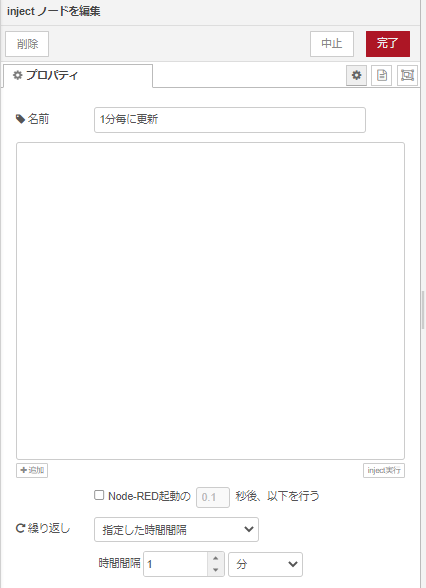 inject ノードを編集
削除
中止
完了
プロパティ
名前
1分毎に更新
追加
inject実行
Node-RED起動の 0.1 秒後、以下を行う
繰り返し 指定した時間間隔
時間間隔 1 分